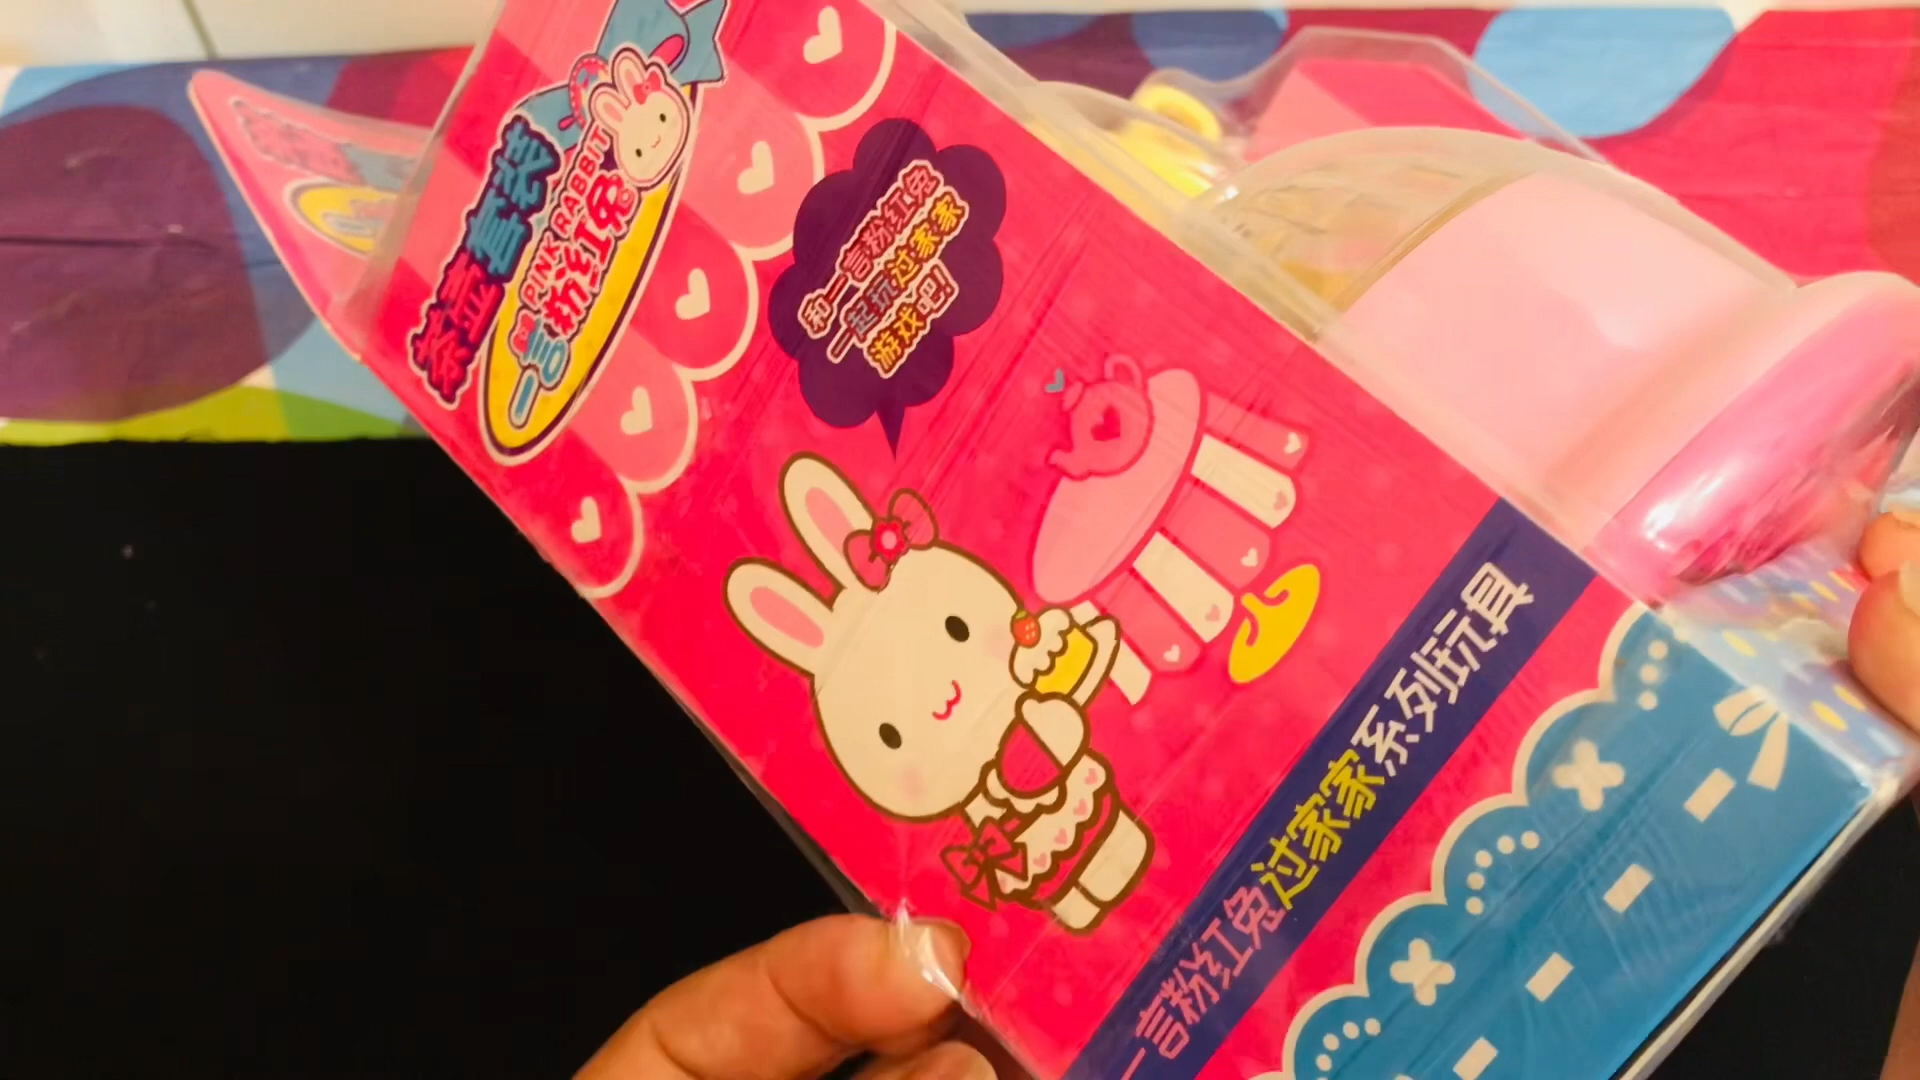 茶壶套装
PINK RABBIT
一言粉红兔
和一言粉红兔
一起玩过家家
游戏吧!
一言粉红兔过家家系列玩具